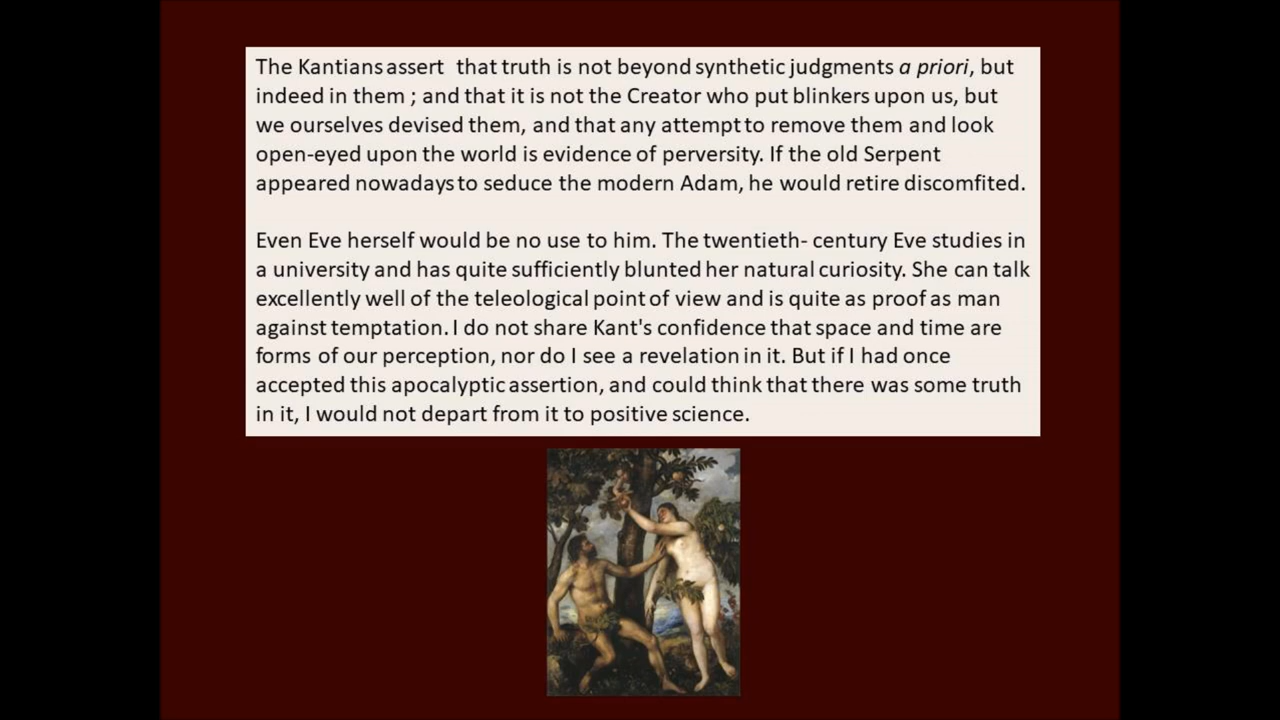 The Kantians assert that truth is not beyond synthetic judgments a priori, but
indeed in them ; and that it is not the Creator who put blinkers upon us, but
we ourselves devised them, and that any attempt to remove them and look
open-eyed upon the world is evidence of perversity. If the old Serpent
appeared nowadays to seduce the modern Adam, he would retire discomfited.
Even Eve herself would be no use to him. The twentieth- century Eve studies in
a university and has quite sufficiently blunted her natural curiosity. She can talk
excellently well of the teleological point of view and is quite as proof as man
against temptation. I do not share Kant's confidence that space and time are
forms of our perception, nor do I see a revelation in it. But if I had once
accepted this apocalyptic assertion, and could think that there was some truth
in it, I would not depart from it to positive science.